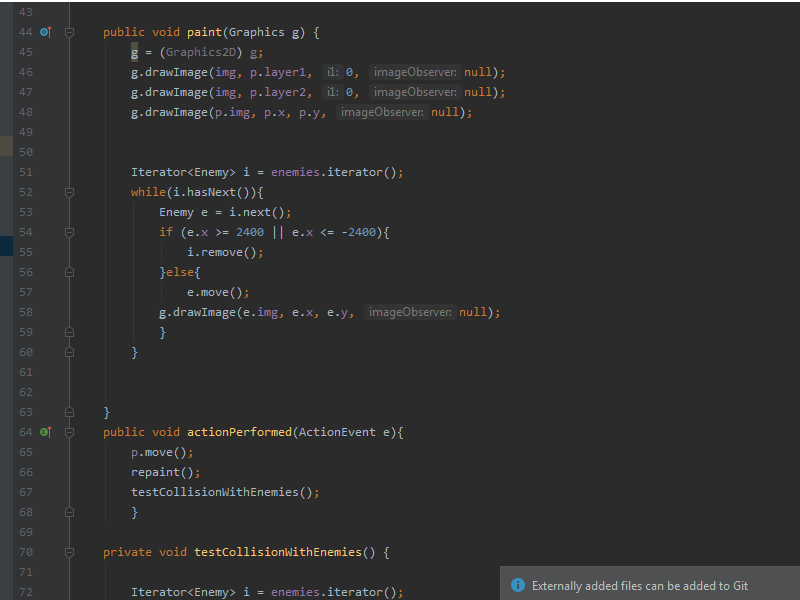 43
44 public void paint(Graphics g) {
45 g = (Graphics2D) g;
46 g.drawImage(img, p.layer1, i1: 0, imageObserver: null);
47 g.drawImage(img, p.layer2, i1: 0, imageObserver: null);
48 g.drawImage(p.img, p.x, p.y, imageObserver: null);
49
50
51 Iterator<Enemy> i = enemies.iterator();
52 while(i.hasNext()){
53 Enemy e = i.next();
54 if (e.x >= 2400 || e.x <= -2400){
55 i.remove();
56 }else{
57 e.move();
58 g.drawImage(e.img, e.x, e.y, imageObserver: null);
59 }
60 }
61
62
63 }
64 public void actionPerformed(ActionEvent e){
65 p.move();
66 repaint();
67 testCollisionWithEnemies();
68 }
69
70 private void testCollisionWithEnemies() {
71
72 Iterator<Enemy> i = enemies.iterator();
Externally added files can be added to Git